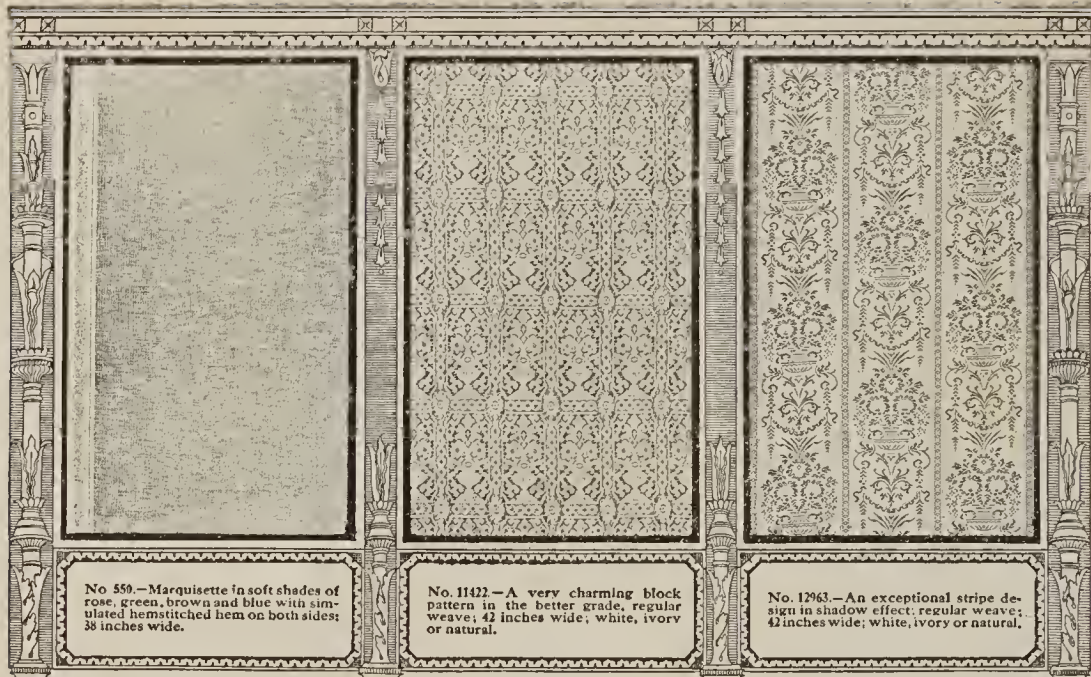 No 550.—Marquisette in soft shades of
rose, green, brown and blue with sim-
ulated hemstitched hem on both sides;
38 inches wide.
No. 11422.—A very charming block
pattern in the better grade, regular
weave; 42 inches wide; white, ivory
or natural.
No. 12963.—An exceptional stripe de-
sign in shadow effect; regular weave;
42 inches wide; white, ivory or natural.